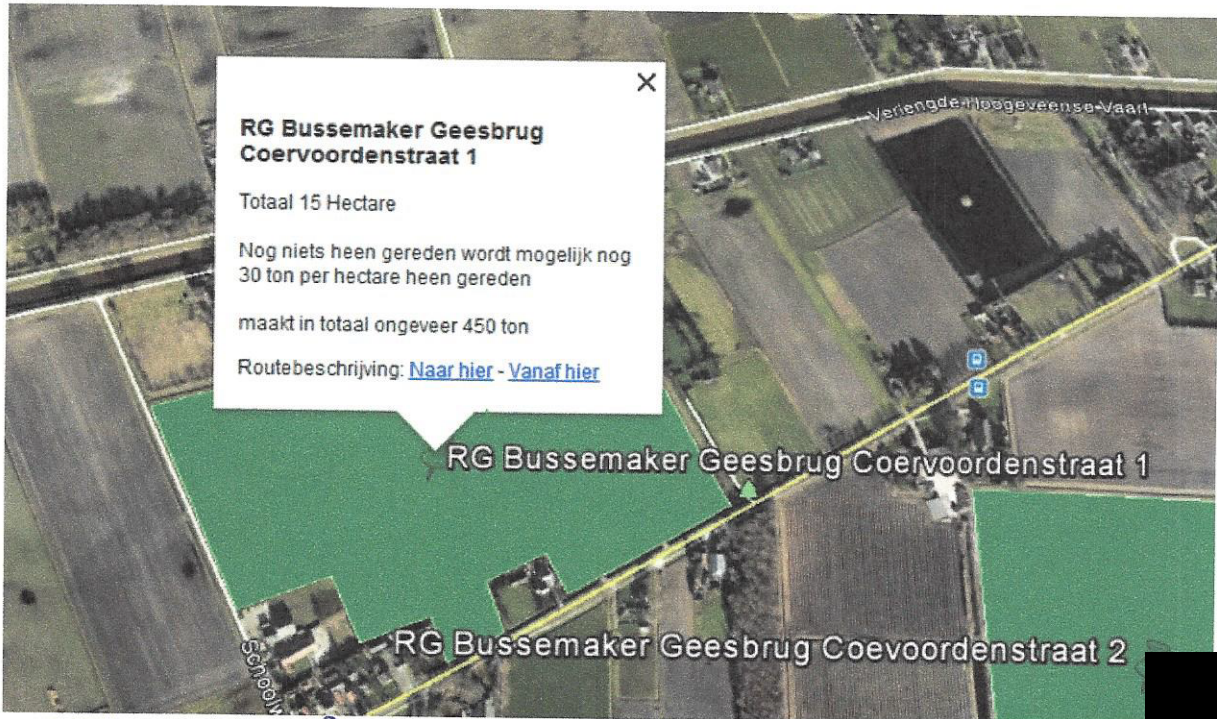 RG Bussemaker Geesbrug
Coervoordenstraat 1
Totaal 15 Hectare
Nog niets heen gereden wordt mogelijk nog
30 ton per hectare heen gereden
maakt in totaal ongeveer 450 ton
Routebeschrijving: Naar hier - Vanaf hier
Verlengde-Hoogeveense-Vaart
RG Bussemaker Geesbrug Coervoordenstraat 1
RG Bussemaker Geesbrug Coevoordenstraat 2